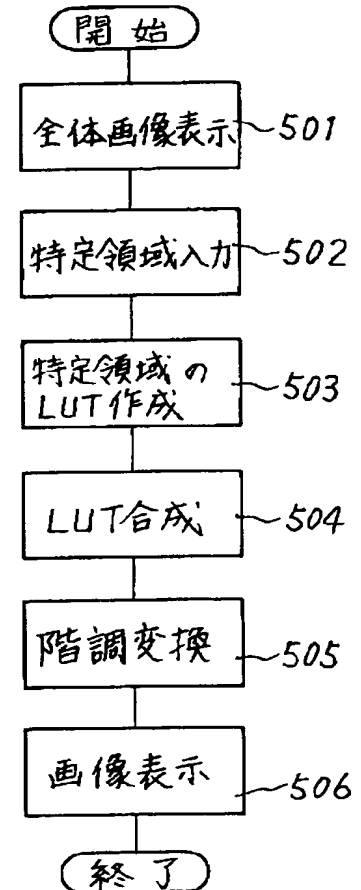 開始
全体画像表示 501
特定領域入力 502
特定領域の
LUT作成 503
LUT合成 504
階調変換 505
画像表示 506
終了